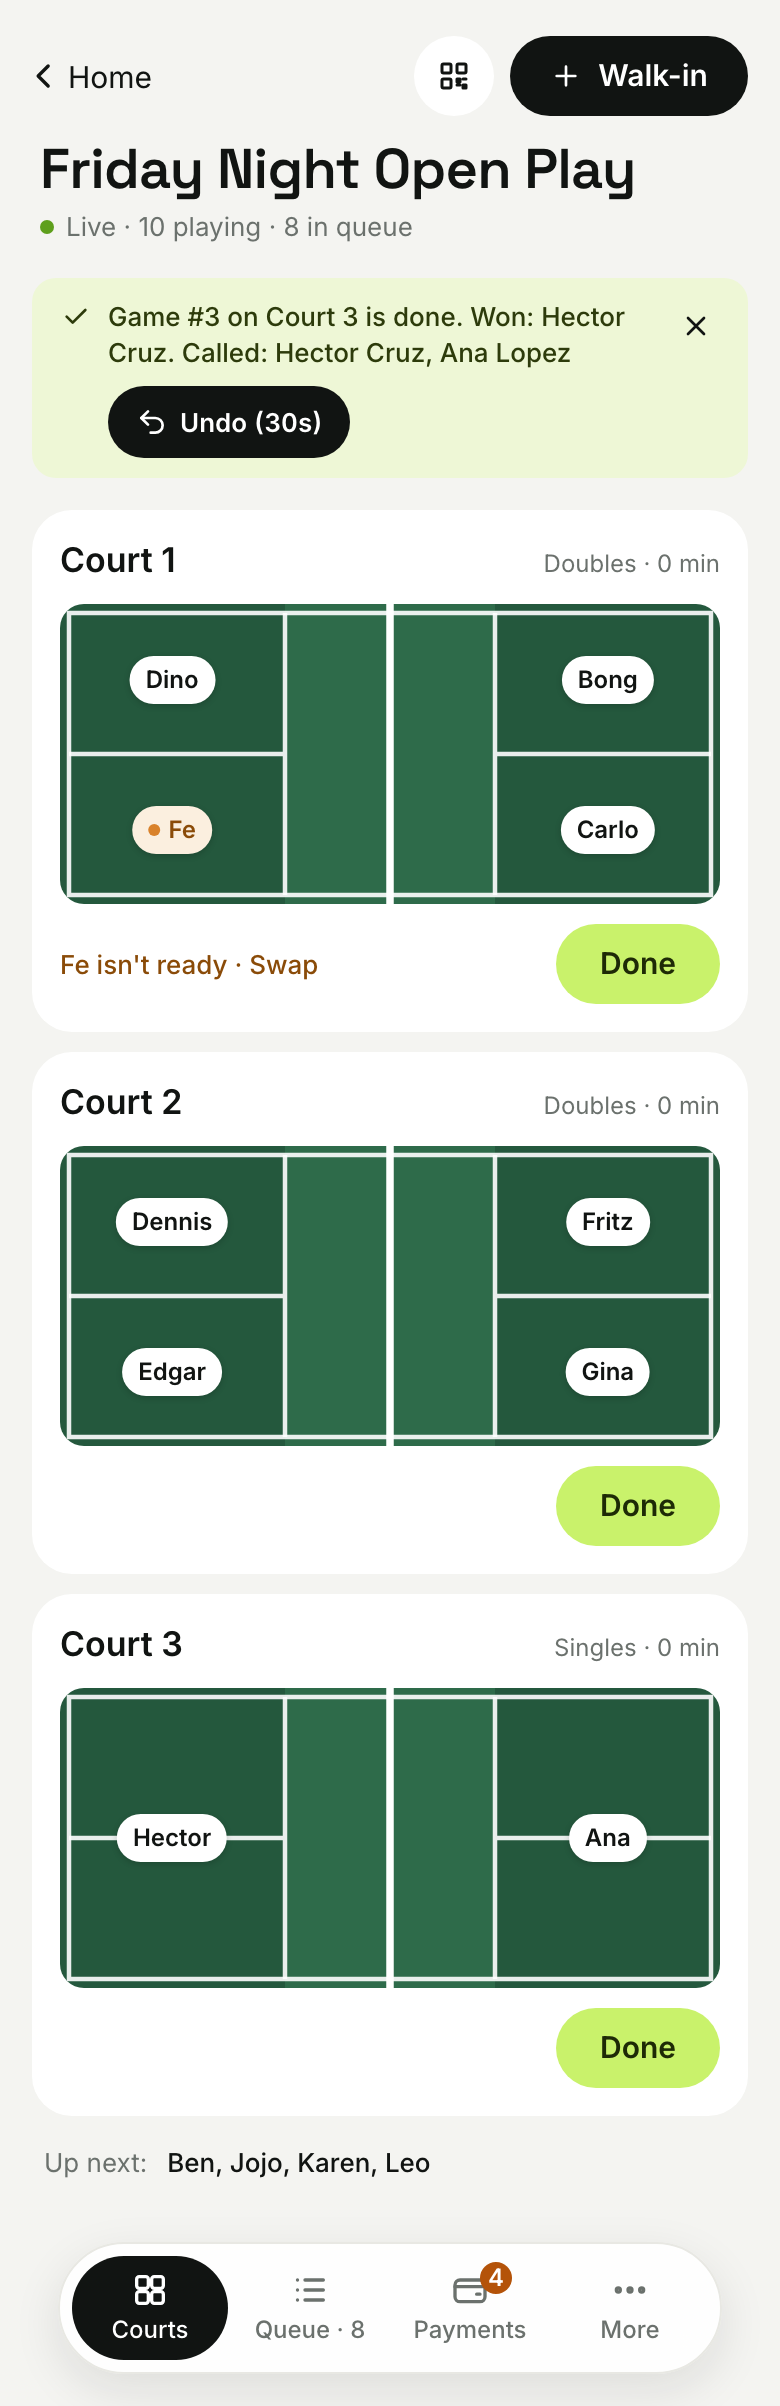 Home
Walk-in
Friday Night Open Play
Live · 10 playing · 8 in queue
Game #3 on Court 3 is done. Won: Hector
Cruz. Called: Hector Cruz, Ana Lopez
Undo (30s)
Court 1
Doubles · 0 min
Dino
Bong
Fe
Carlo
Fe isn't ready · Swap
Done
Court 2
Doubles · 0 min
Dennis
Fritz
Edgar
Gina
Done
Court 3
Singles · 0 min
Hector
Ana
Done
Up next: Ben, Jojo, Karen, Leo
4
Courts
Queue · 8
Payments
More